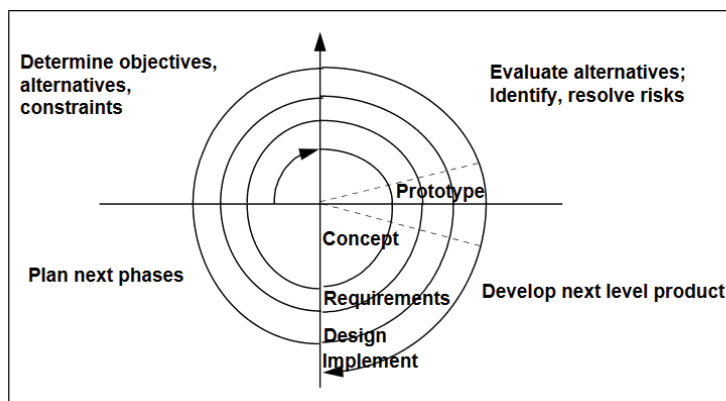 Determine objectives,
alternatives,
constraints
Evaluate alternatives;
Identify, resolve risks
Prototype
Concept
Plan next phases
Requirements
Develop next level product
Design
Implement